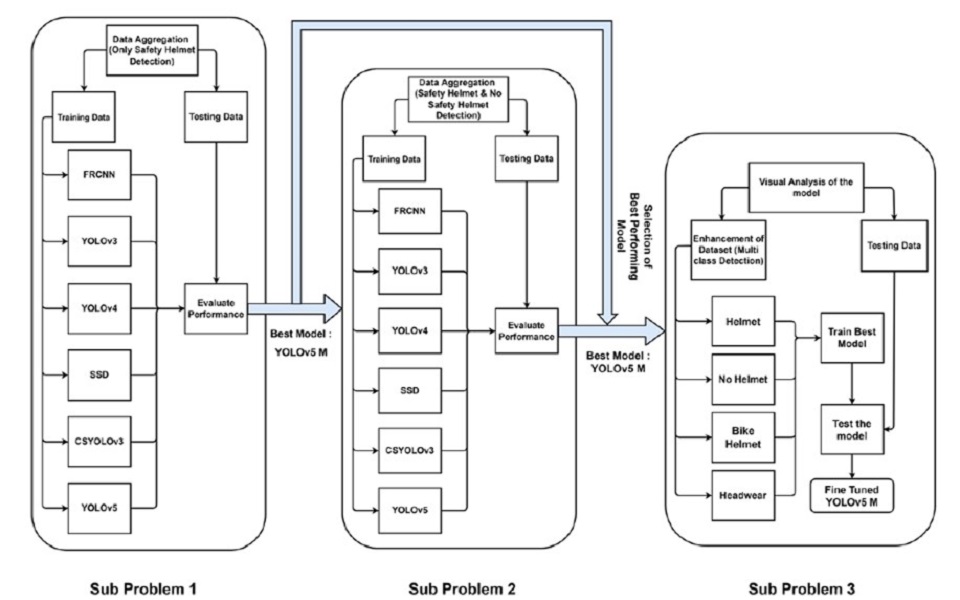 Data Aggregation
(Only Safety Helmet
Detection)
Training Data
Testing Data
FRCNN
YOLOv3
YOLOv4
SSD
CSYOLOv3
YOLOv5
Evaluate
Performance
Best Model :
YOLOv5 M
Sub Problem 1
Data Aggregation
(Safety Helmet & No
Safety Helmet
Detection)
Training Data
Testing Data
FRCNN
YOLOv3
YOLOv4
SSD
CSYOLOv3
YOLOv5
Evaluate
Performance
Selection of
Best Performing
Model
Best Model :
YOLOv5 M
Sub Problem 2
Visual Analysis of the
model
Enhancement of
Dataset (Multi
class Detection)
Testing Data
Helmet
No Helmet
Bike
Helmet
Headwear
Train Best
Model
Test the
model
Fine Tuned
YOLOv5 M
Sub Problem 3